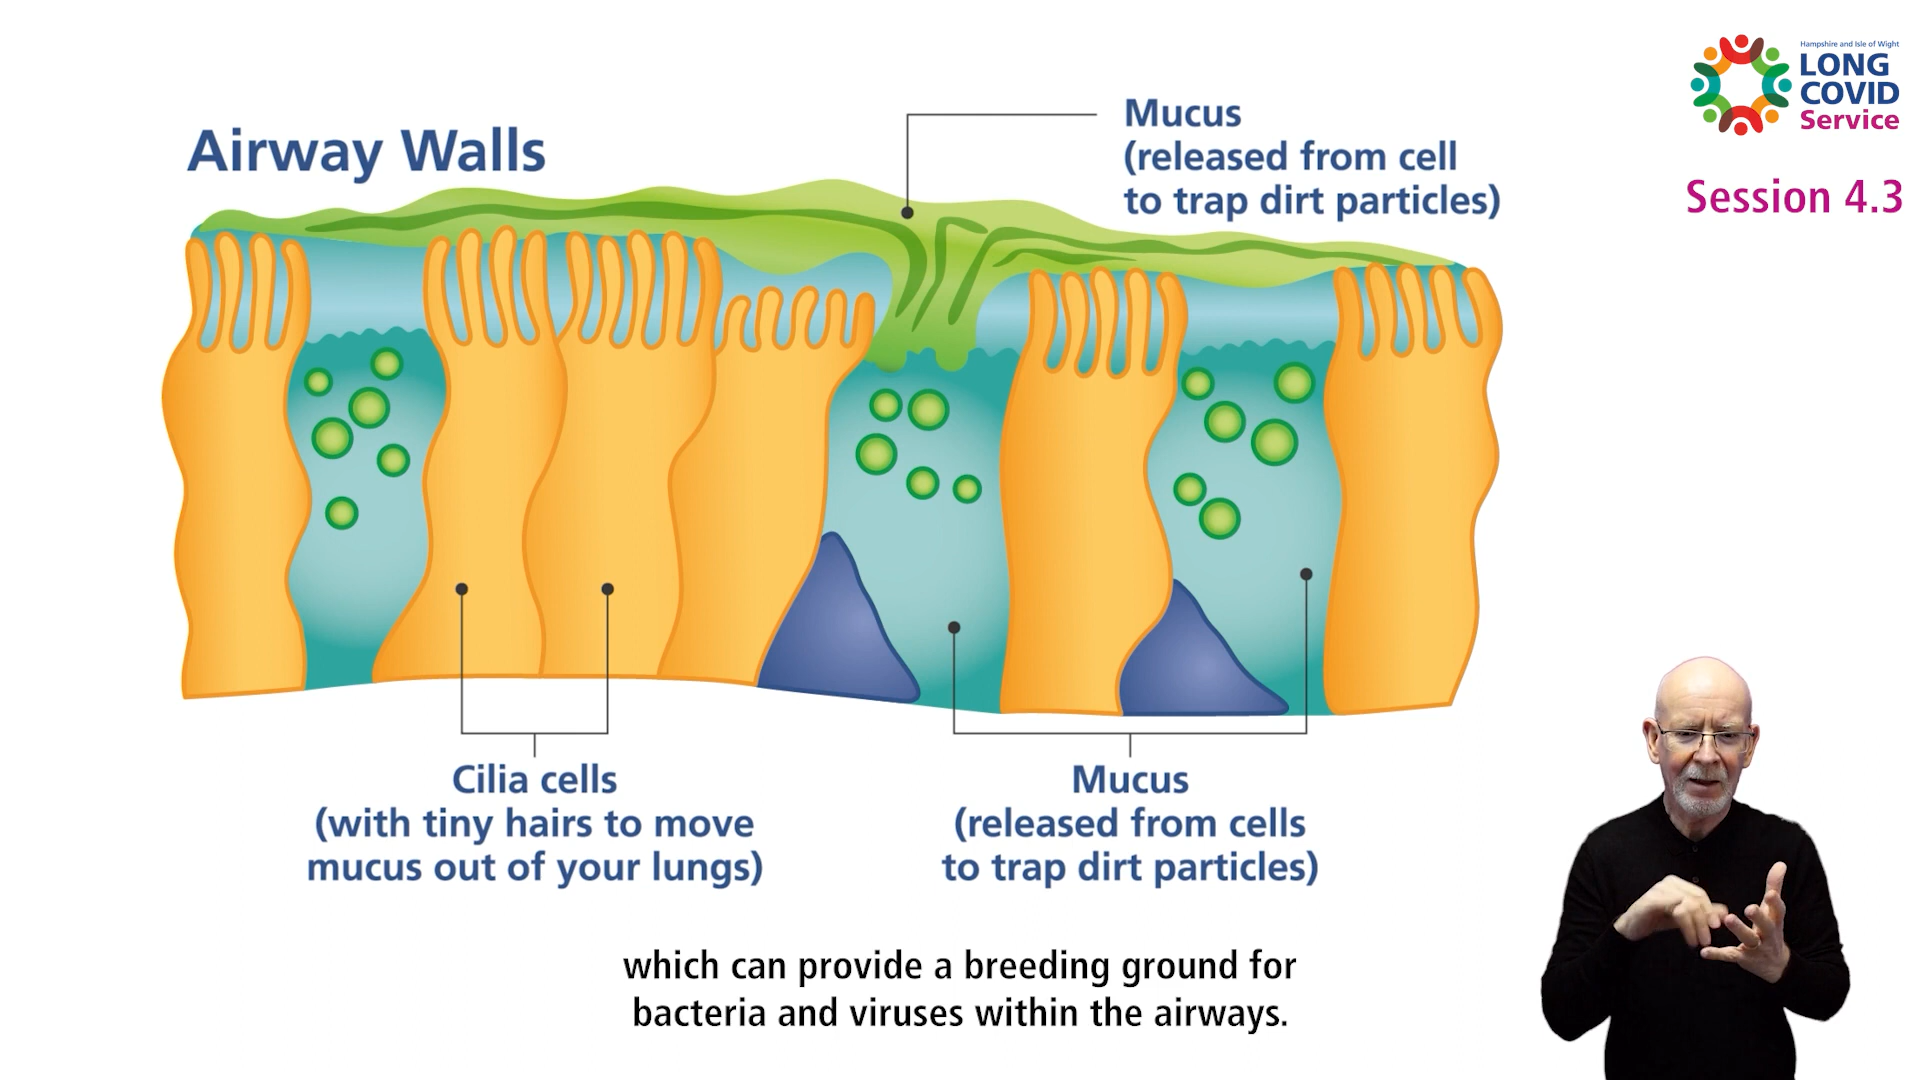 Hampshire and Isle of Wight
LONG
COVID
Service
Session 4.3
Airway Walls
Mucus
(released from cell
to trap dirt particles)
Cilia cells
(with tiny hairs to move
mucus out of your lungs)
Mucus
(released from cells
to trap dirt particles)
which can provide a breeding ground for
bacteria and viruses within the airways.